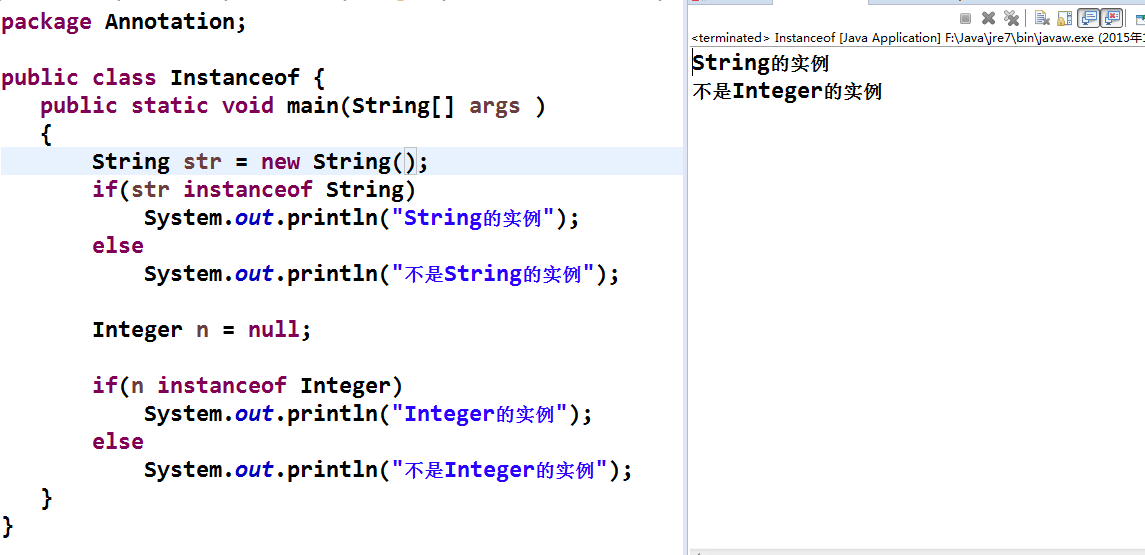 package Annotation;
public class Instanceof {
public static void main(String[] args )
{
String str = new String();
if(str instanceof String)
System.out.println("String的实例");
else
System.out.println("不是String的实例");
Integer n = null;
if(n instanceof Integer)
System.out.println("Integer的实例");
else
System.out.println("不是Integer的实例");
}
}
<terminated> Instanceof [Java Application] F:\Java\jre7\bin\javaw.exe (2015年
String的实例
不是Integer的实例